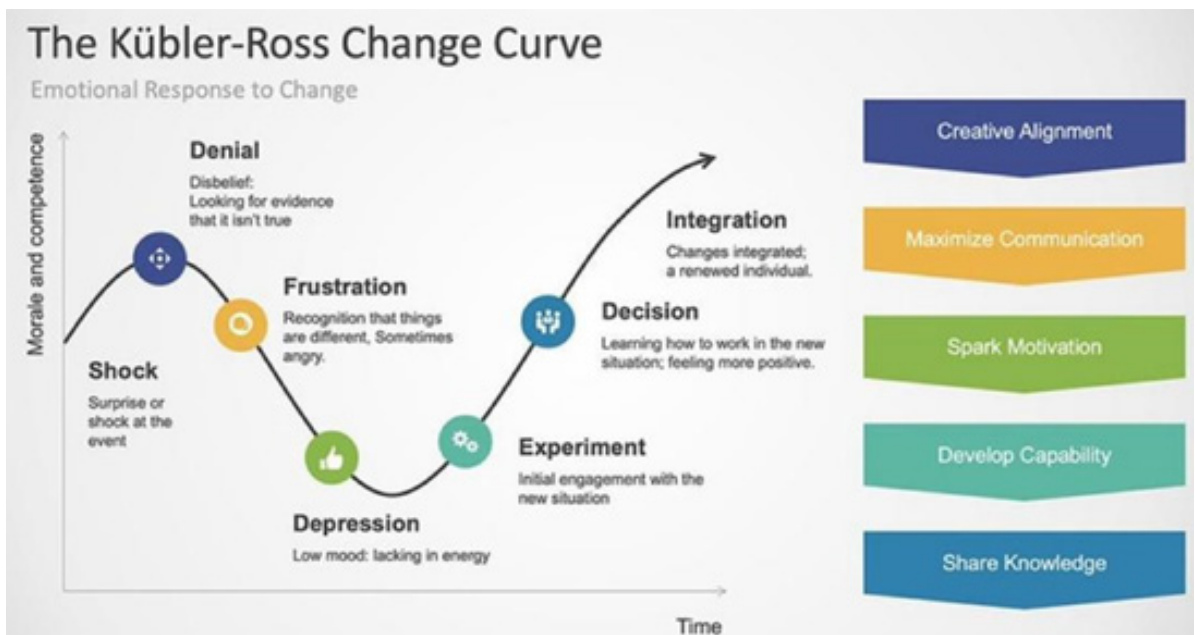 The Kübler-Ross Change Curve
Emotional Response to Change
Morale and competence
Denial
Disbelief:
Looking for evidence
that it isn't true
Shock
Surprise or
shock at the
event
Frustration
Recognition that things
are different, Sometimes
angry.
Depression
Low mood: lacking in energy
Experiment
Initial engagement with the
new situation
Decision
Learning how to work in the new
situation; feeling more positive.
Integration
Changes integrated;
a renewed individual.
Time
Creative Alignment
Maximize Communication
Spark Motivation
Develop Capability
Share Knowledge